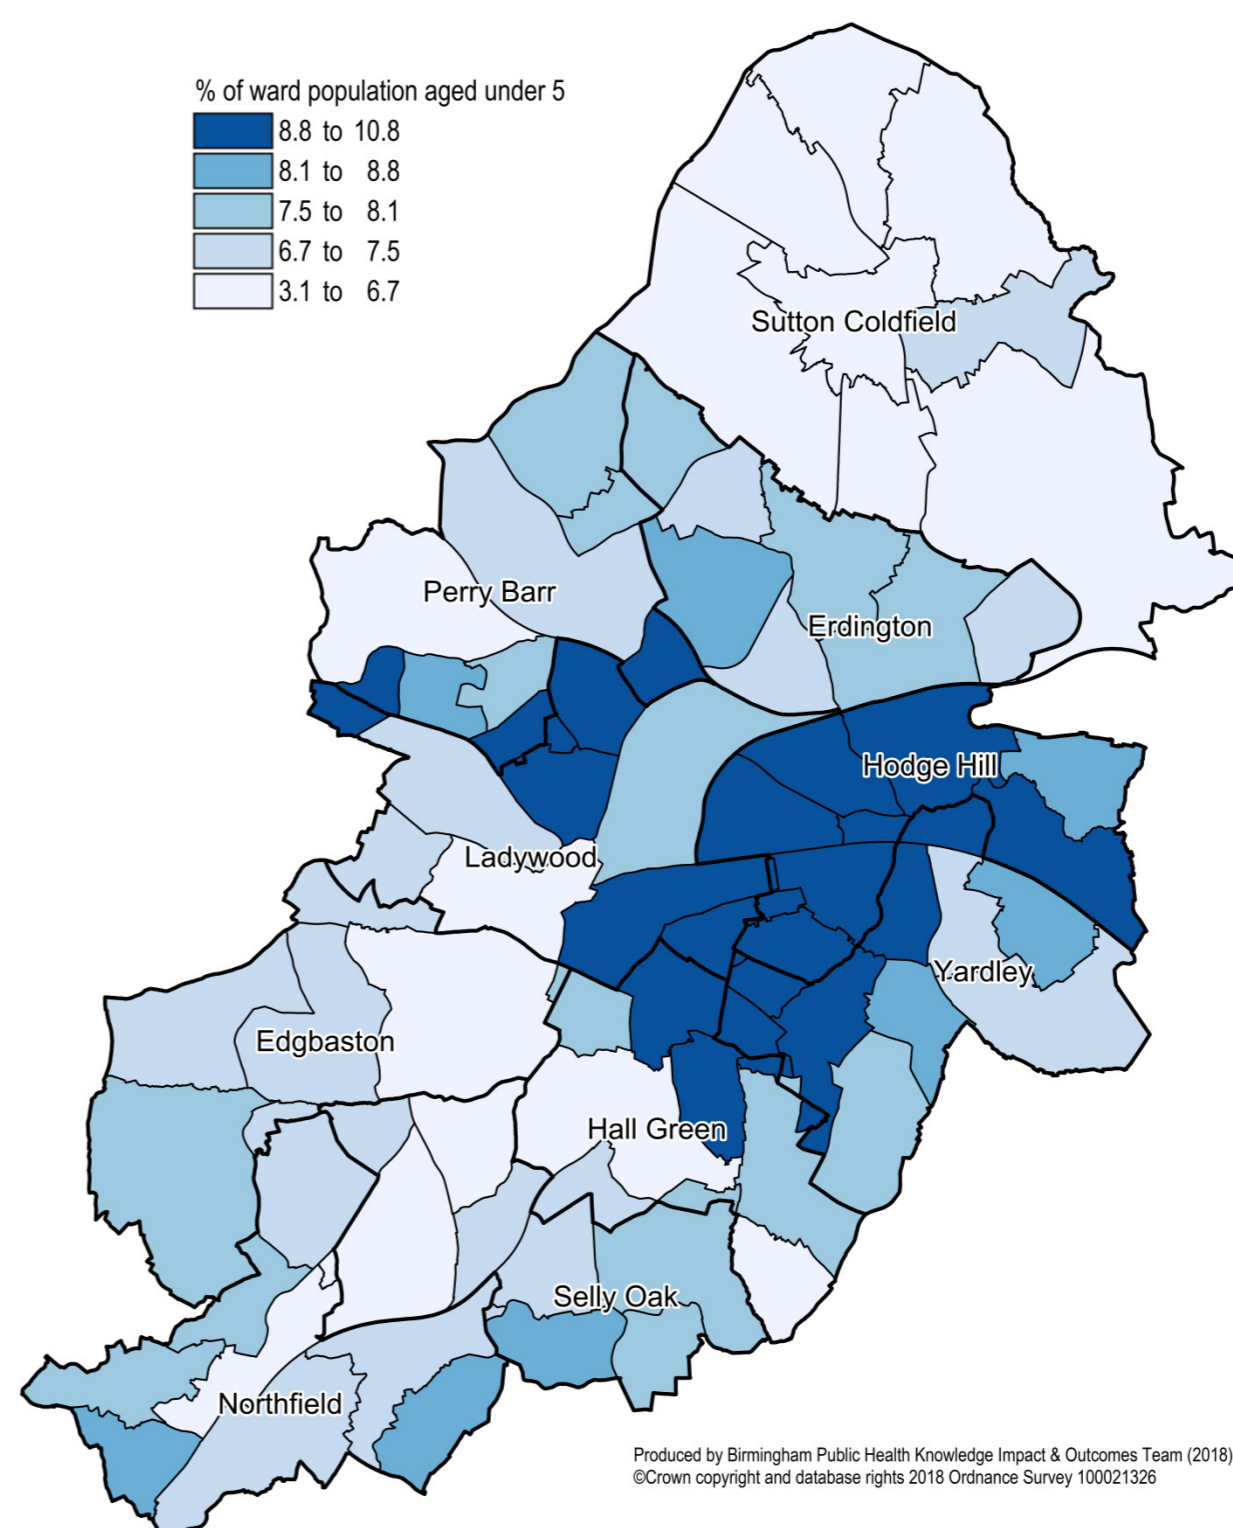 % of ward population aged under 5
8.8 to 10.8
8.1 to 8.8
7.5 to 8.1
6.7 to 7.5
3.1 to 6.7
Sutton Coldfield
Perry Barr
Erdington
Hodge Hill
Ladywood
Yardley
Edgbaston
Hall Green
Selly Oak
Northfield
Produced by Birmingham Public Health Knowledge Impact & Outcomes Team (2018)
©Crown copyright and database rights 2018 Ordnance Survey 100021326